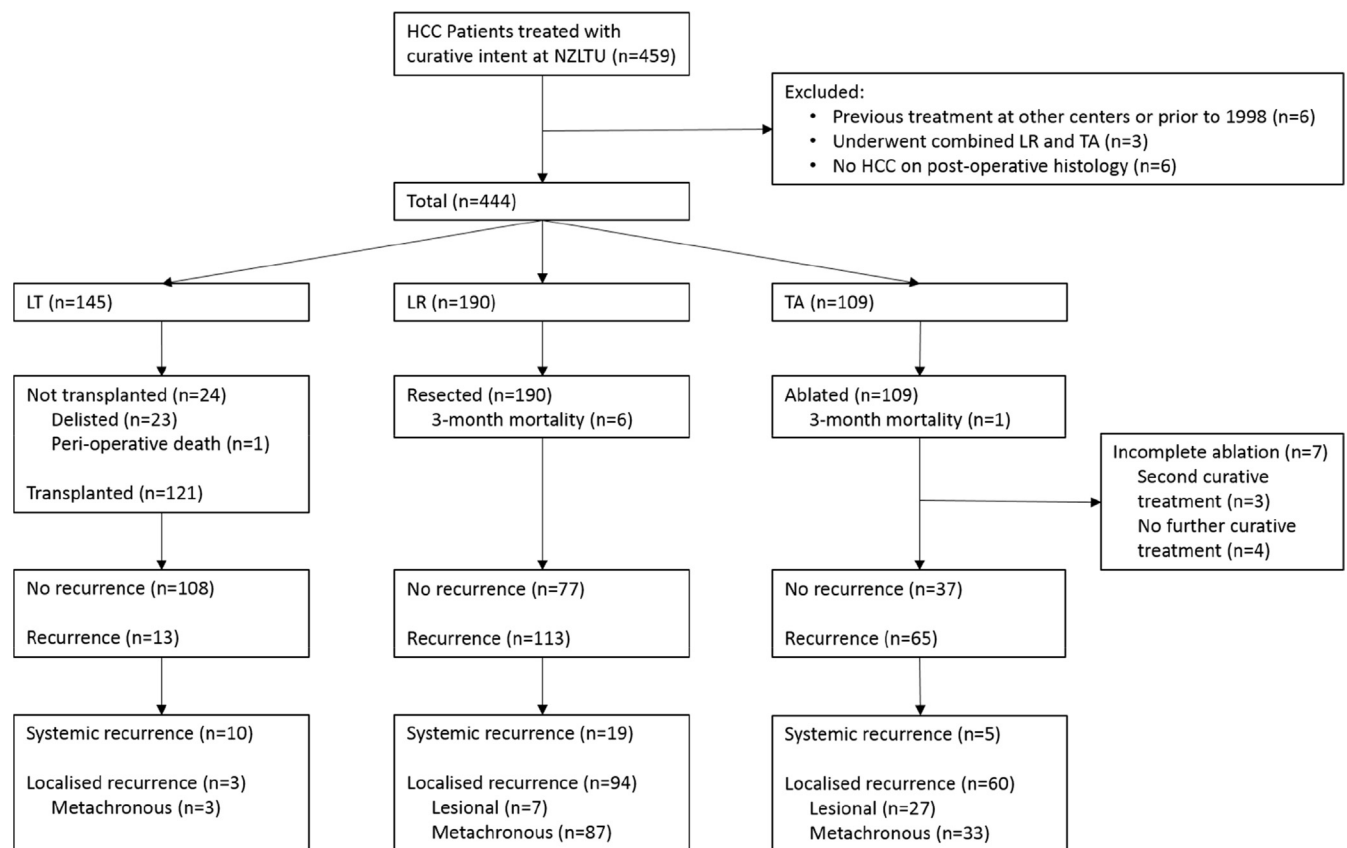 HCC Patients treated with
curative intent at NZLTU (n=459)
Excluded:
• Previous treatment at other centers or prior to 1998 (n=6)
• Underwent combined LR and TA (n=3)
• No HCC on post-operative histology (n=6)
Total (n=444)
LT (n=145)
LR (n=190)
TA (n=109)
Not transplanted (n=24)
Delisted (n=23)
Peri-operative death (n=1)
Transplanted (n=121)
Resected (n=190)
3-month mortality (n=6)
Ablated (n=109)
3-month mortality (n=1)
Incomplete ablation (n=7)
Second curative
treatment (n=3)
No further curative
treatment (n=4)
No recurrence (n=108)
Recurrence (n=13)
No recurrence (n=77)
Recurrence (n=113)
No recurrence (n=37)
Recurrence (n=65)
Systemic recurrence (n=10)
Localised recurrence (n=3)
Metachronous (n=3)
Systemic recurrence (n=19)
Localised recurrence (n=94)
Lesional (n=7)
Metachronous (n=87)
Systemic recurrence (n=5)
Localised recurrence (n=60)
Lesional (n=27)
Metachronous (n=33)